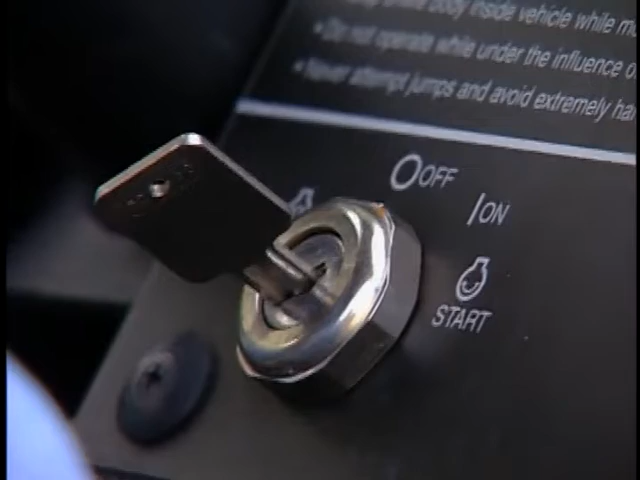 body inside vehicle while
• Do not operate while under the influence
• Never attempt jumps and avoid extremely
OFF
ON
START